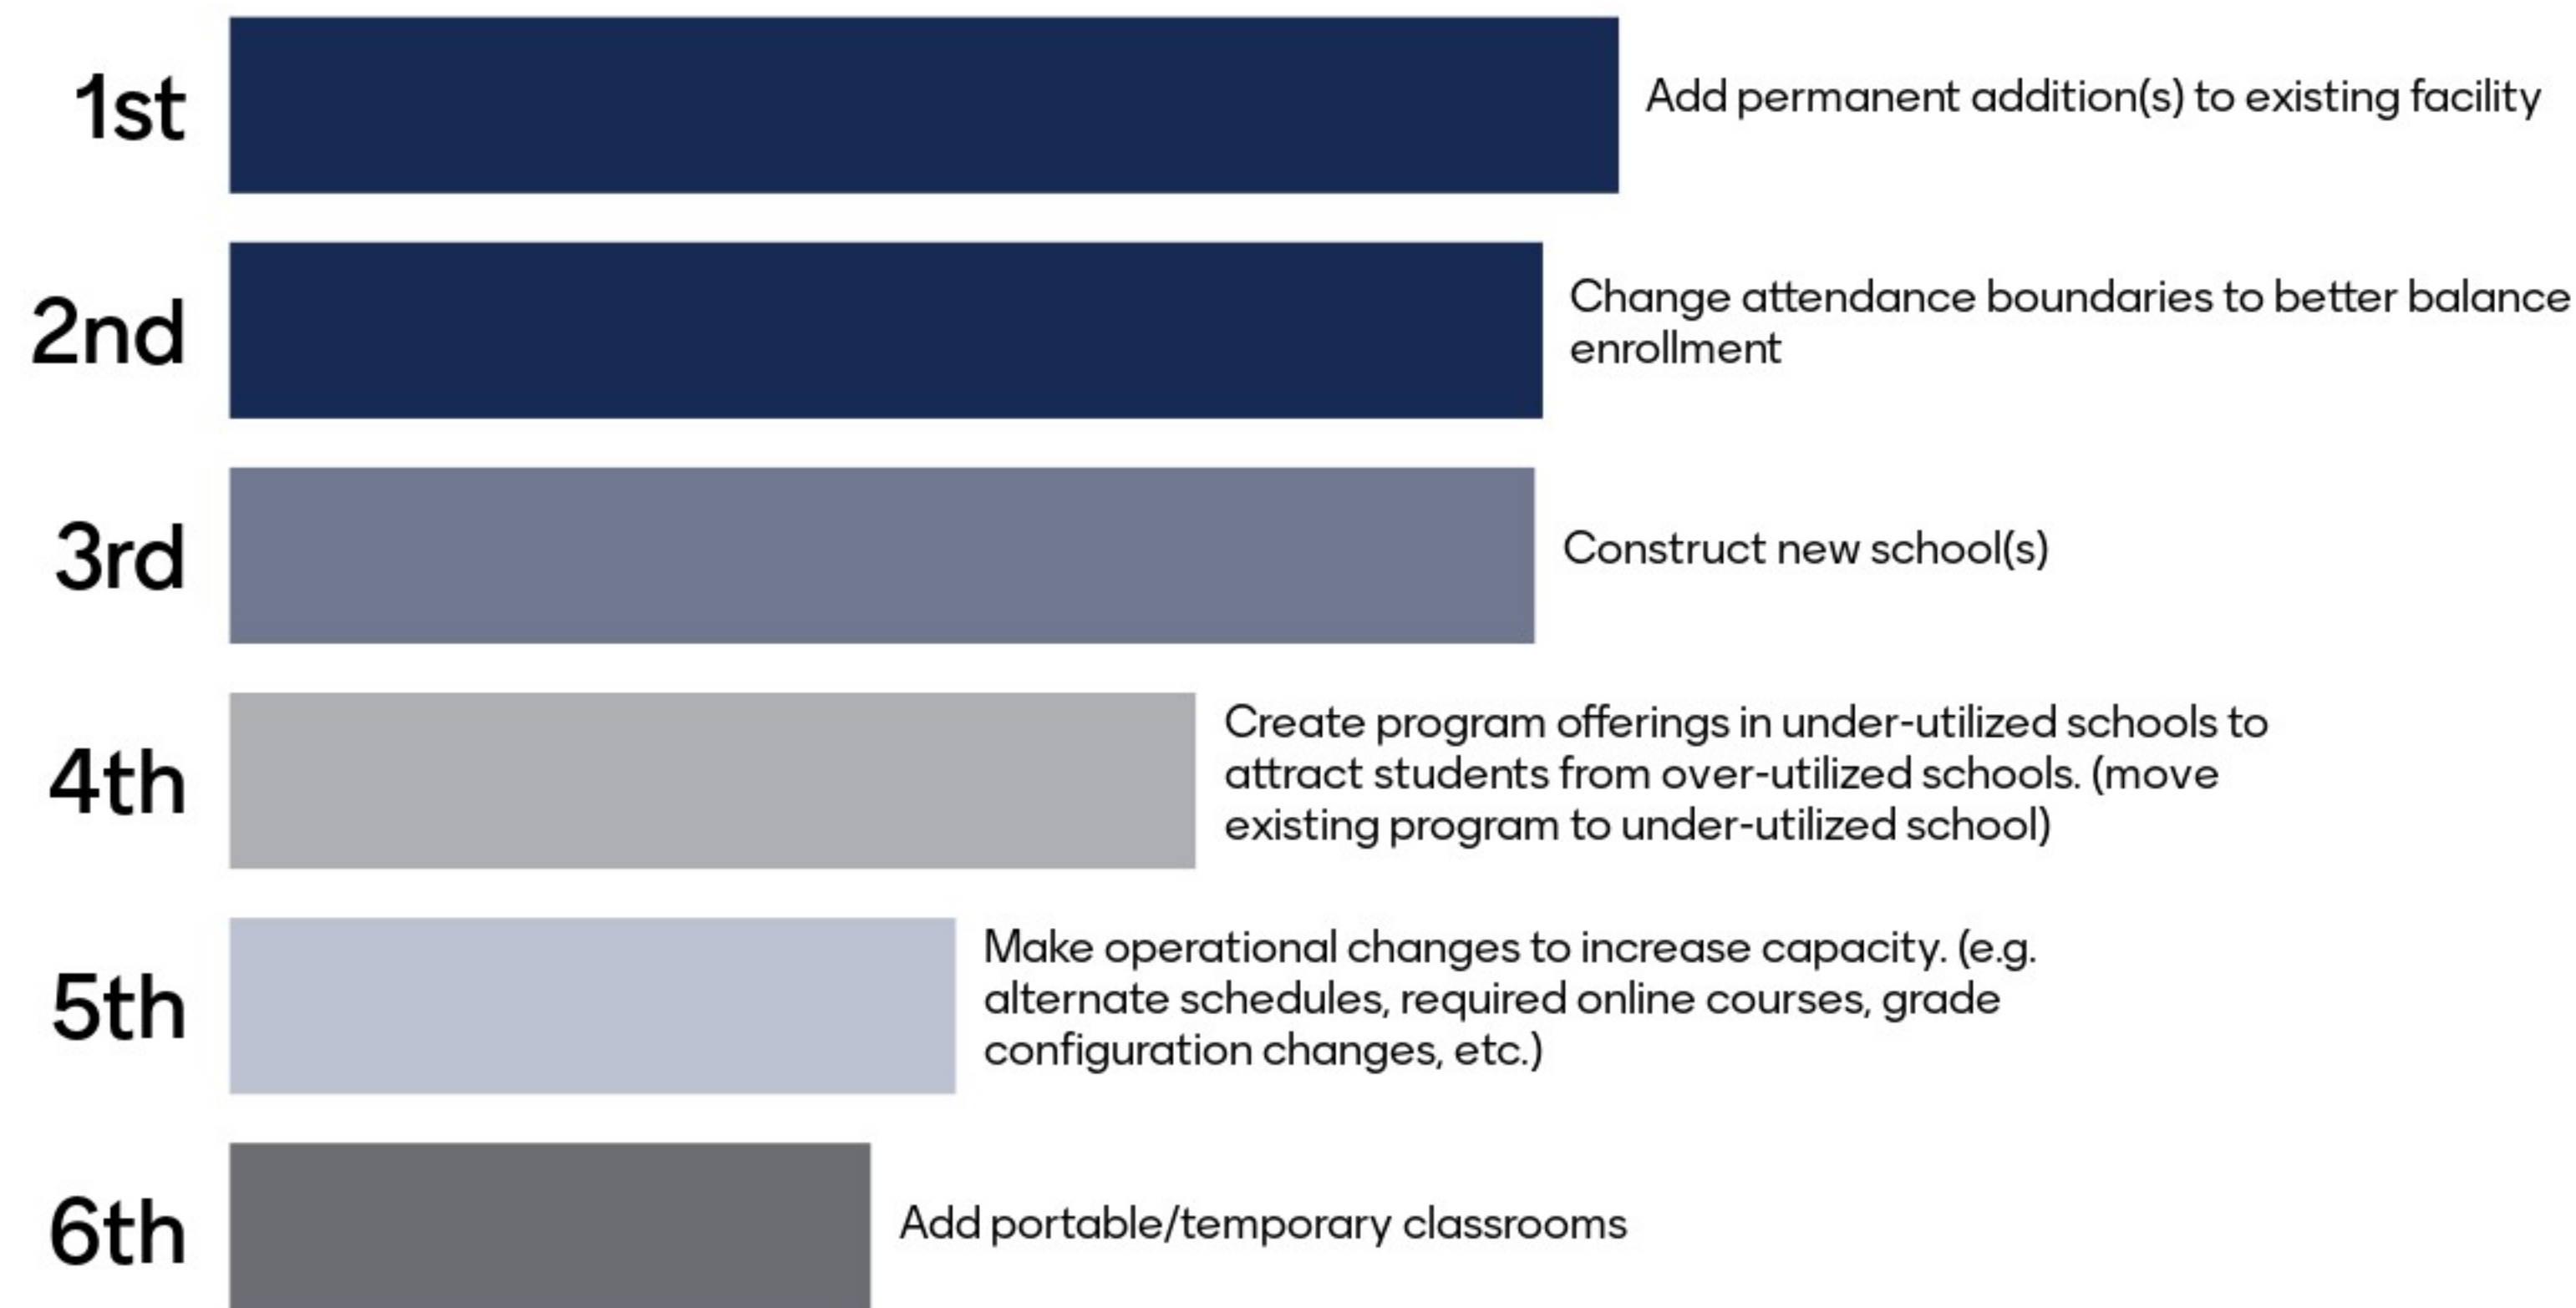 1st
Add permanent addition(s) to existing facility
2nd
Change attendance boundaries to better balance
enrollment
3rd
Construct new school(s)
4th
Create program offerings in under-utilized schools to
attract students from over-utilized schools. (move
existing program to under-utilized school)
5th
Make operational changes to increase capacity. (e.g.
alternate schedules, required online courses, grade
configuration changes, etc.)
6th
Add portable/temporary classrooms